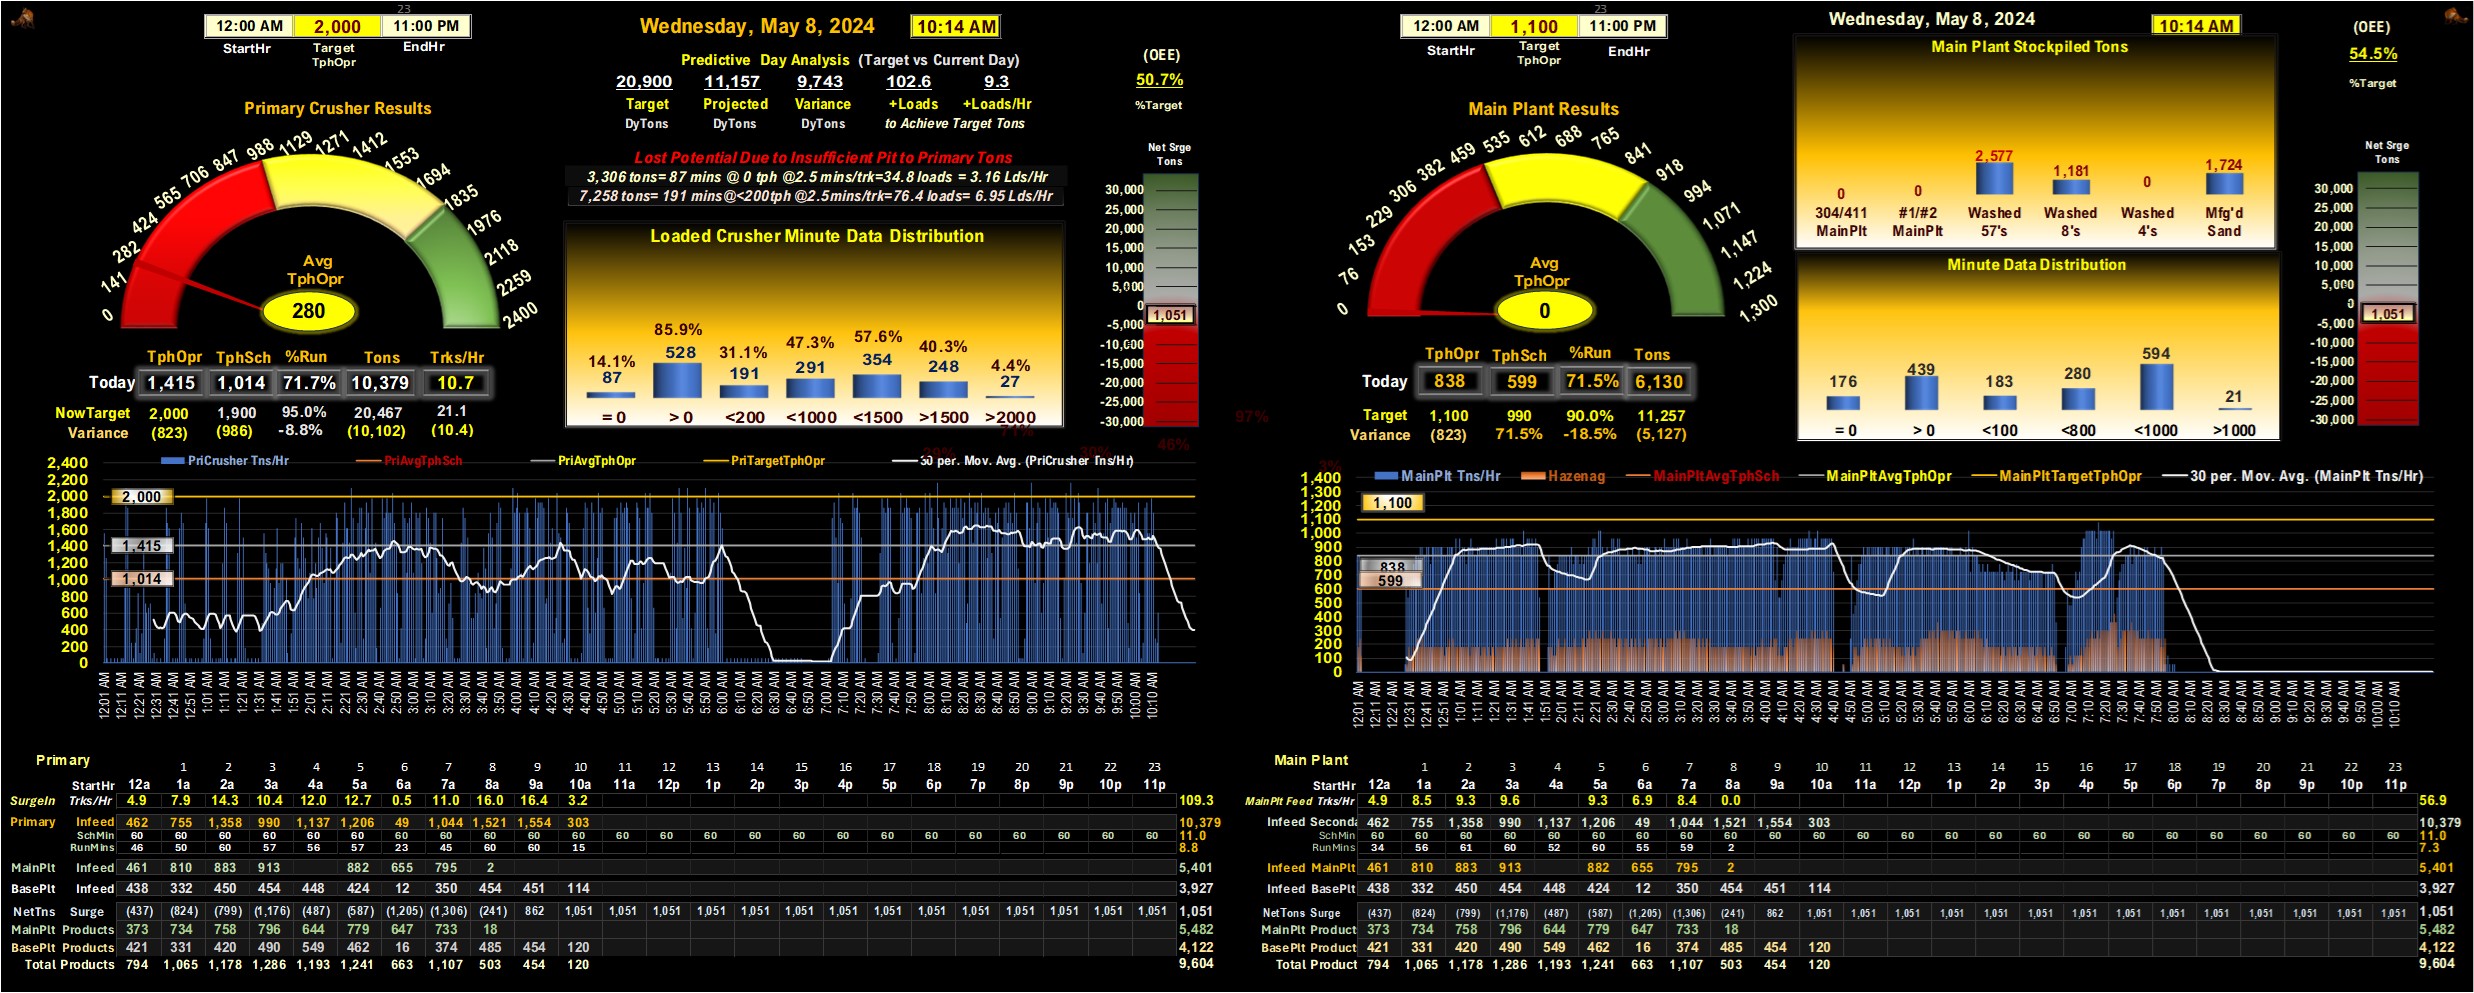 23
12:00 AM 2,000 11:00 PM
StartHr Target TphOpr EndHr
Wednesday, May 8, 2024 10:14 AM
Predictive Day Analysis (Target vs Current Day)
20,900 11,157 9,743 102.6 9.3
Target Projected Variance +Loads +Loads/Hr
DyTons DyTons DyTons to Achieve Target Tons
(OEE)
50.7%
%Target
Primary Crusher Results
0 141 282 424 565 706 847 988 1129 1271 1412 1553 1694 1835 1976 2118 2259 2400
Avg
TphOpr
280
Lost Potential Due to Insufficient Pit to Primary Tons
3,306 tons= 87 mins @ 0 tph @2.5 mins/trk=34.8 loads = 3.16 Lds/Hr
7,258 tons= 191 mins@<200tph @2.5mins/trk=76.4 loads= 6.95 Lds/Hr
Loaded Crusher Minute Data Distribution
14.1% 85.9% 31.1% 47.3% 57.6% 40.3% 4.4%
87 528 191 291 354 248 27
= 0 > 0 <200 <1000 <1500 >1500 >2000
Net Srge
Tons
30,000
25,000
20,000
15,000
10,000
5,000
0
1,051
-5,000
-10,000
-15,000
-20,000
-25,000
-30,000
TphOpr TphSch %Run Tons Trks/Hr
Today 1,415 1,014 71.7% 10,379 10.7
NowTarget 2,000 1,900 95.0% 20,467 21.1
Variance (823) (986) -8.8% (10,102) (10.4)
97%
71%
46%
PriCrusher Tns/Hr PriAvgTphSch PriAvgTphOpr PriTargetTphOpr 30 per. Mov. Avg. (PriCrusher Tns/Hr)
2,400
2,200
2,000
1,800
1,600
1,400
1,200
1,000
800
600
400
200
0
2,000
1,415
1,014
12:01 AM 12:11 AM 12:21 AM 12:31 AM 12:41 AM 12:51 AM 1:01 AM 1:11 AM 1:21 AM 1:31 AM 1:41 AM 1:51 AM 2:01 AM 2:11 AM 2:21 AM 2:30 AM 2:40 AM 2:50 AM 3:00 AM 3:10 AM 3:20 AM 3:30 AM 3:40 AM 3:50 AM 4:00 AM 4:10 AM 4:20 AM 4:30 AM 4:40 AM 4:50 AM 5:00 AM 5:10 AM 5:20 AM 5:30 AM 5:40 AM 5:50 AM 6:00 AM 6:10 AM 6:20 AM 6:30 AM 6:40 AM 6:50 AM 7:00 AM 7:10 AM 7:20 AM 7:30 AM 7:40 AM 7:50 AM 8:00 AM 8:10 AM 8:20 AM 8:30 AM 8:40 AM 8:50 AM 9:00 AM 9:10 AM 9:20 AM 9:30 AM 9:40 AM 9:50 AM 10:00 AM 10:10 AM
Primary 1 2 3 4 5 6 7 8 9 10 11 12 13 14 15 16 17 18 19 20 21 22 23
StartHr 12a 1a 2a 3a 4a 5a 6a 7a 8a 9a 10a 11a 12p 1p 2p 3p 4p 5p 6p 7p 8p 9p 10p 11p
SurgeIn Trks/Hr 4.9 7.9 14.3 10.4 12.0 12.7 0.5 11.0 16.0 16.4 3.2 109.3
Primary Infeed 462 755 1,358 990 1,137 1,206 49 1,044 1,521 1,554 303 10,379
SchMin 60 60 60 60 60 60 60 60 60 60 60 60 60 60 60 60 60 60 60 60 60 60 60 60 11.0
RunMins 46 50 60 57 56 57 23 45 60 60 15 8.8
MainPlt Infeed 461 810 883 913 882 655 795 2 5,401
BasePlt Infeed 438 332 450 454 448 424 12 350 454 451 114 3,927
NetTns Surge (437) (824) (799) (1,176) (487) (587) (1,205) (1,306) (241) 862 1,051 1,051 1,051 1,051 1,051 1,051 1,051 1,051 1,051 1,051 1,051 1,051 1,051 1,051 1,051
MainPlt Products 373 734 758 796 644 779 647 733 18 5,482
BasePlt Products 421 331 420 490 549 462 16 374 485 454 120 4,122
Total Products 794 1,065 1,178 1,286 1,193 1,241 663 1,107 503 454 120 9,604
23
12:00 AM 1,100 11:00 PM
StartHr Target TphOpr EndHr
Wednesday, May 8, 2024
10:14 AM
(OEE)
54.5%
%Target
Main Plant Results
0 76 153 229 306 382 459 535 612 688 765 841 918 994 1,071 1,147 1,224 1,300
Avg
TphOpr
0
Main Plant Stockpiled Tons
0 0 2,577 1,181 0 1,724
304/411 #1/#2 Washed Washed Washed Mfg'd
MainPlt MainPlt 57's 8's 4's Sand
Minute Data Distribution
176 439 183 280 594 21
= 0 > 0 <100 <800 <1000 >1000
Net Srge
Tons
30,000
25,000
20,000
15,000
10,000
5,000
0
1,051
-5,000
-10,000
-15,000
-20,000
-25,000
-30,000
TphOpr TphSch %Run Tons
Today 838 599 71.5% 6,130
Target 1,100 990 90.0% 11,257
Variance (823) 71.5% -18.5% (5,127)
MainPlt Tns/Hr Hazenag MainPltAvgTphSch MainPltAvgTphOpr MainPltTargetTphOpr 30 per. Mov. Avg. (MainPlt Tns/Hr)
1,400
1,300
1,200
1,100
1,000
900
800
700
600
500
400
300
200
100
0
1,100
838
599
12:01 AM 12:11 AM 12:21 AM 12:31 AM 12:41 AM 12:51 AM 1:01 AM 1:11 AM 1:21 AM 1:31 AM 1:41 AM 1:51 AM 2:01 AM 2:11 AM 2:21 AM 2:30 AM 2:40 AM 2:50 AM 3:00 AM 3:10 AM 3:20 AM 3:30 AM 3:40 AM 3:50 AM 4:00 AM 4:10 AM 4:20 AM 4:30 AM 4:40 AM 4:50 AM 5:00 AM 5:10 AM 5:20 AM 5:30 AM 5:40 AM 5:50 AM 6:00 AM 6:10 AM 6:20 AM 6:30 AM 6:40 AM 6:50 AM 7:00 AM 7:10 AM 7:20 AM 7:30 AM 7:40 AM 7:50 AM 8:00 AM 8:10 AM 8:20 AM 8:30 AM 8:40 AM 8:50 AM 9:00 AM 9:10 AM 9:20 AM 9:30 AM 9:40 AM 9:50 AM 10:00 AM 10:10 AM
Main Plant 1 2 3 4 5 6 7 8 9 10 11 12 13 14 15 16 17 18 19 20 21 22 23
StartHr 12a 1a 2a 3a 4a 5a 6a 7a 8a 9a 10a 11a 12p 1p 2p 3p 4p 5p 6p 7p 8p 9p 10p 11p
MainPlt Feed Trks/Hr 4.9 8.5 9.3 9.6 9.3 6.9 8.4 0.0 56.9
Infeed Seconda 462 755 1,358 990 1,137 1,206 49 1,044 1,521 1,554 303 10,379
SchMin 60 60 60 60 60 60 60 60 60 60 60 60 60 60 60 60 60 60 60 60 60 60 60 60 11.0
RunMins 34 56 61 60 52 60 55 59 2 7.3
Infeed MainPlt 461 810 883 913 882 655 795 2 5,401
Infeed BasePlt 438 332 450 454 448 424 12 350 454 451 114 3,927
NetTons Surge (437) (824) (799) (1,176) (487) (587) (1,205) (1,306) (241) 862 1,051 1,051 1,051 1,051 1,051 1,051 1,051 1,051 1,051 1,051 1,051 1,051 1,051 1,051 1,051
MainPlt Product 373 734 758 796 644 779 647 733 18 5,482
BasePlt Product 421 331 420 490 549 462 16 374 485 454 120 4,122
Total Product 794 1,065 1,178 1,286 1,193 1,241 663 1,107 503 454 120 9,604